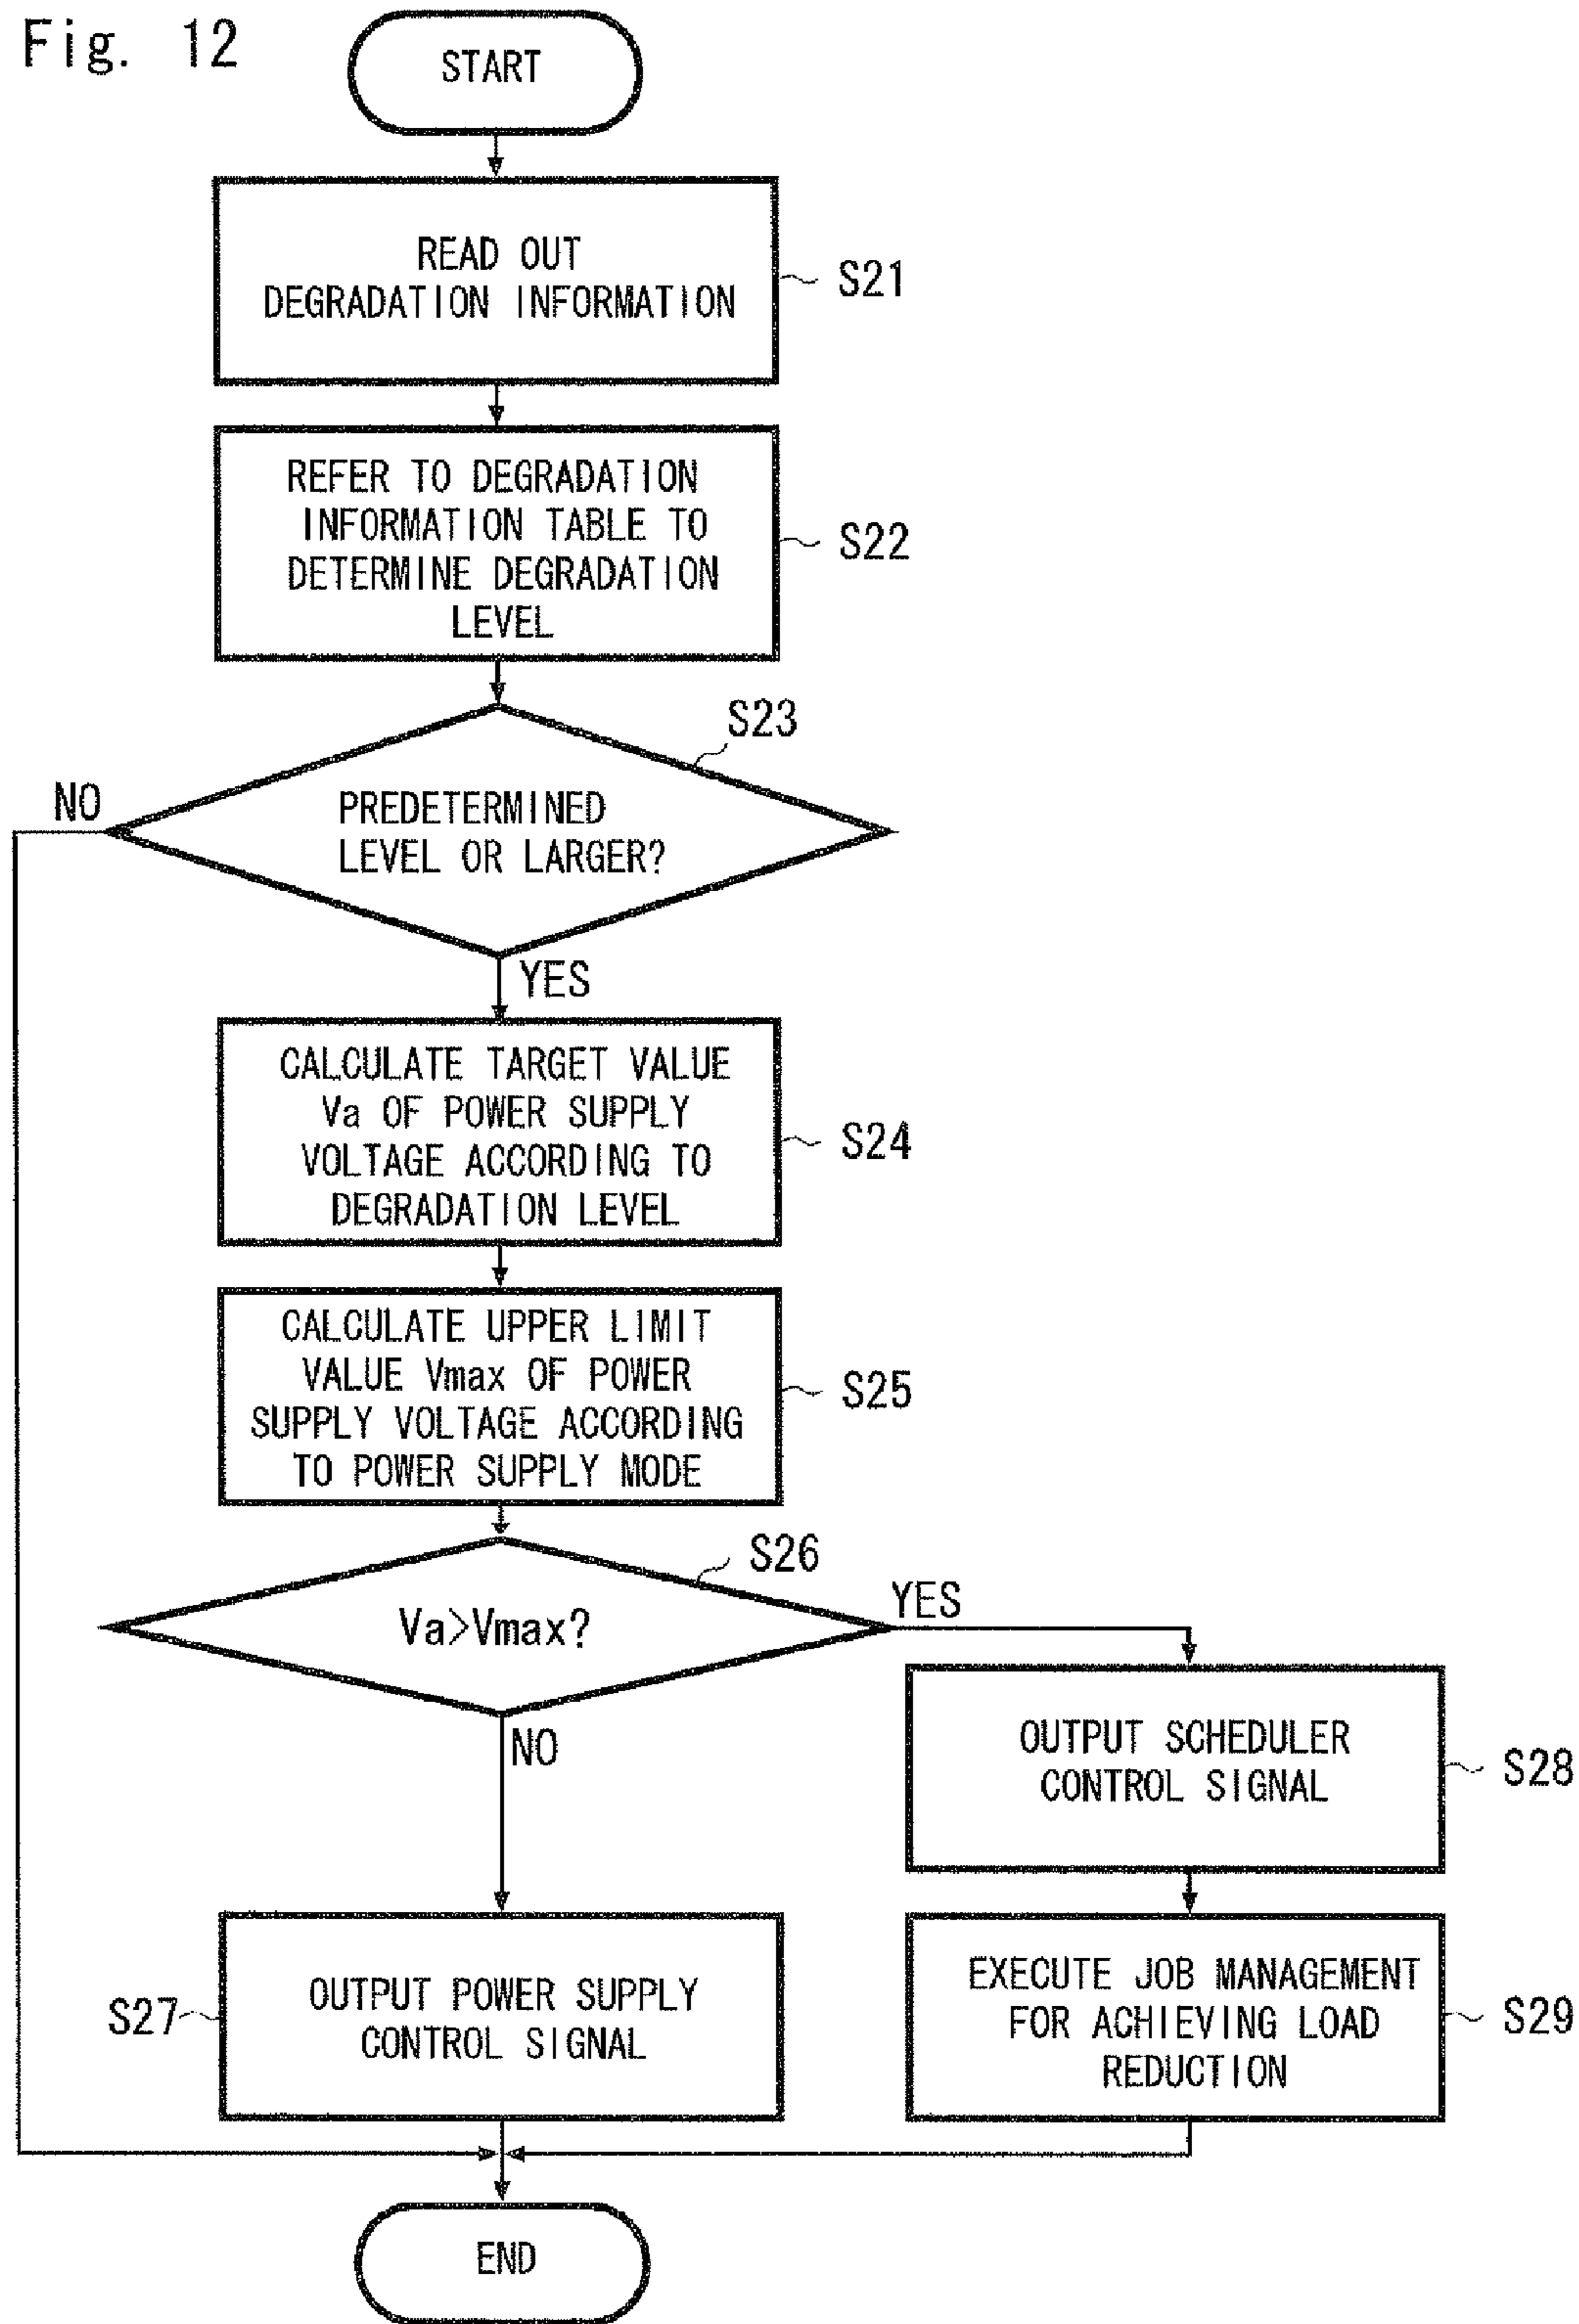 Fig. 12
START
READ OUT
DEGRADATION INFORMATION
S21
REFER TO DEGRADATION
INFORMATION TABLE TO
DETERMINE DEGRADATION
LEVEL
S22
S23
NO
PREDETERMINED
LEVEL OR LARGER?
YES
CALCULATE TARGET VALUE
Va OF POWER SUPPLY
VOLTAGE ACCORDING TO
DEGRADATION LEVEL
S24
CALCULATE UPPER LIMIT
VALUE Vmax OF POWER
SUPPLY VOLTAGE ACCORDING
TO POWER SUPPLY MODE
S25
S26
Va>Vmax?
YES
NO
OUTPUT SCHEDULER
CONTROL SIGNAL
S28
S27
OUTPUT POWER SUPPLY
CONTROL SIGNAL
EXECUTE JOB MANAGEMENT
FOR ACHIEVING LOAD
REDUCTION
S29
END